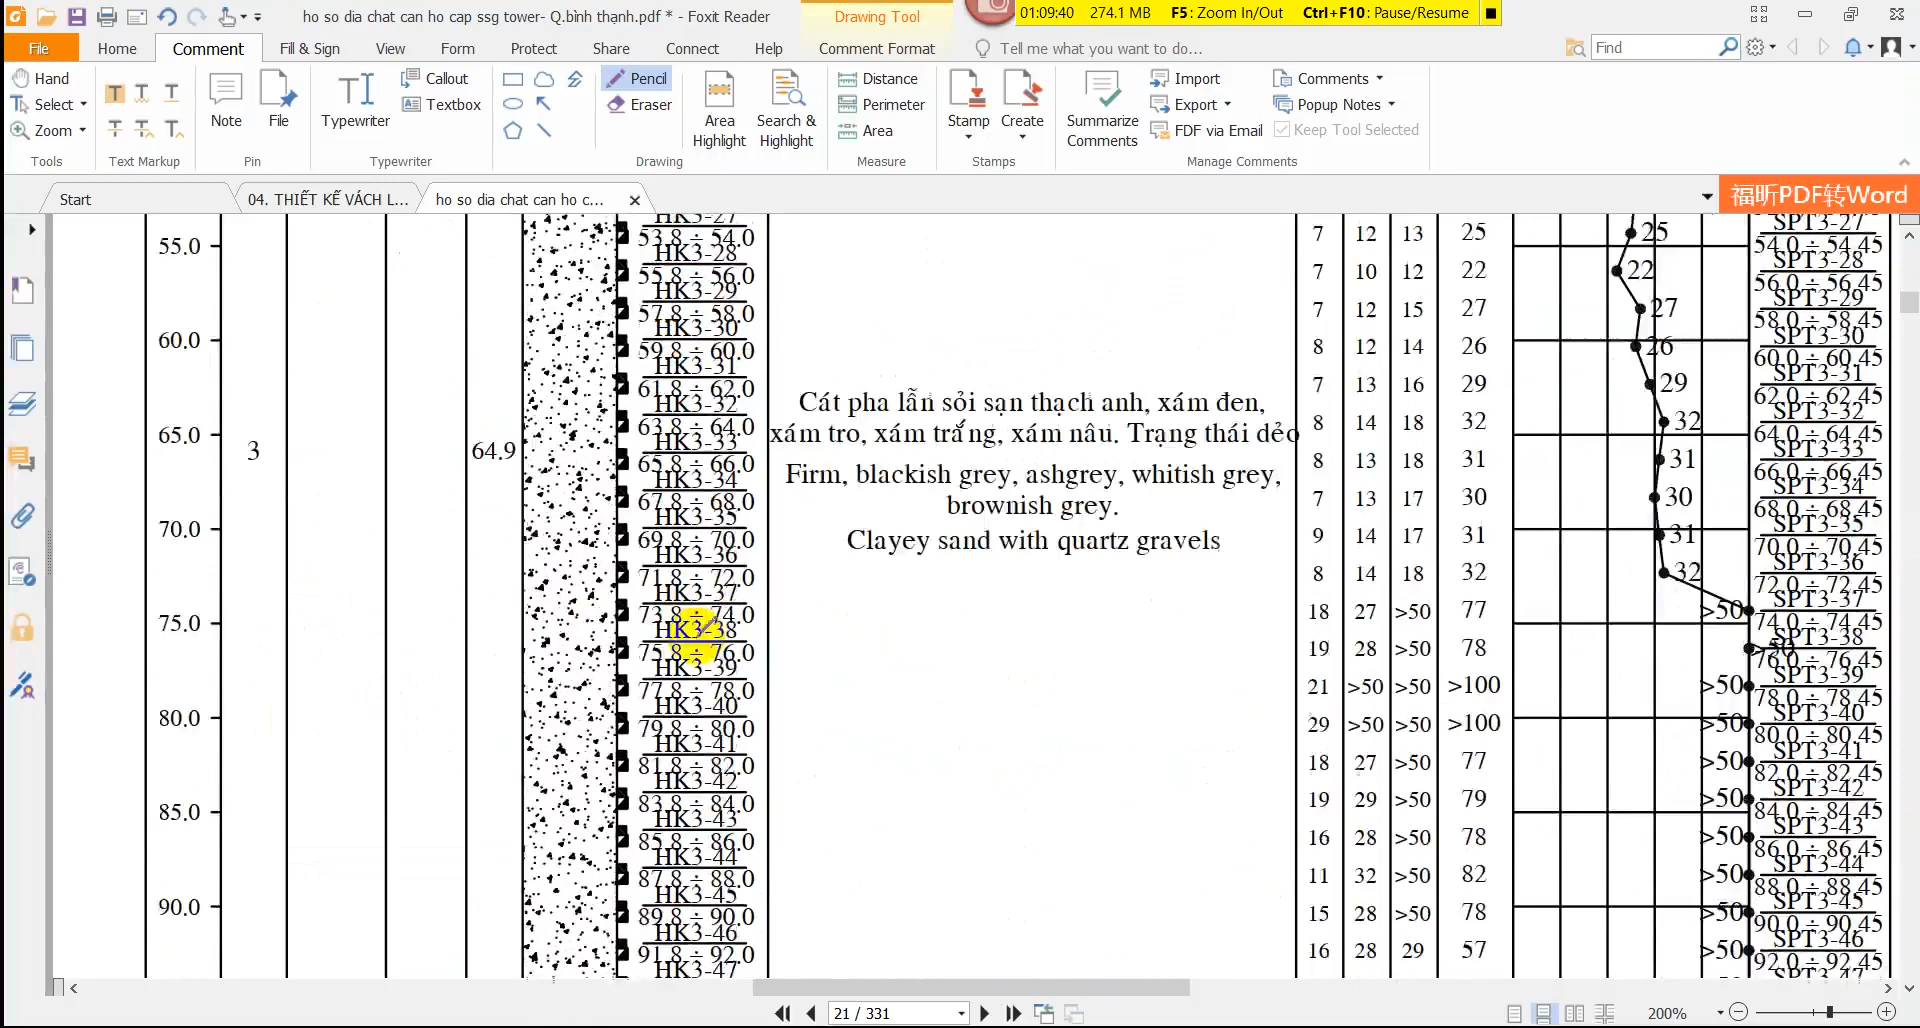 ho so dia chat can ho cap ssg tower- Q.binh thạnh.pdf * - Foxit Reader
Drawing Tool
01:09:40 274.1 MB F5: Zoom In/Out Ctrl+F10: Pause/Resume
File Home Comment Fill & Sign View Form Protect Share Connect Help Comment Format Tell me what you want to do... Find
Hand Select Zoom Tools
Text Markup
Note File Pin
Typewriter Callout Textbox Typewriter
Pencil Eraser Area Highlight Search & Highlight Drawing
Distance Perimeter Area Measure
Stamp Create Stamps
Summarize Comments Import Export FDF via Email Comments Popup Notes Keep Tool Selected Manage Comments
Start 04. THIẾT KẾ VÁCH L... ho so dia chat can ho c... 福昕PDF转Word
HK3-27
53.8 ÷ 54.0 7 12 13 25 25 SPT3-27
55.0 HK3-28 54.0 ÷ 54.45
55.8 ÷ 56.0 7 10 12 22 22 SPT3-28
HK3-29 56.0 ÷ 56.45
57.8 ÷ 58.0 7 12 15 27 27 SPT3-29
HK3-30 58.0 ÷ 58.45
60.0 59.8 ÷ 60.0 8 12 14 26 26 SPT3-30
HK3-31 60.0 ÷ 60.45
61.8 ÷ 62.0 7 13 16 29 29 SPT3-31
HK3-32 62.0 ÷ 62.45
63.8 ÷ 64.0 8 14 18 32 32 SPT3-32
65.0 HK3-33 64.0 ÷ 64.45
3 64.9
65.8 ÷ 66.0 8 13 18 31 31 SPT3-33
HK3-34 66.0 ÷ 66.45
67.8 ÷ 68.0 7 13 17 30 30 SPT3-34
HK3-35 68.0 ÷ 68.45
70.0 69.8 ÷ 70.0 9 14 17 31 31 SPT3-35
HK3-36 70.0 ÷ 70.45
71.8 ÷ 72.0 8 14 18 32 32 SPT3-36
HK3-37 72.0 ÷ 72.45
73.8 ÷ 74.0 18 27 >50 77 >50 SPT3-37
75.0 HK3-38 74.0 ÷ 74.45
75.8 ÷ 76.0 19 28 >50 78 >50 SPT3-38
HK3-39 76.0 ÷ 76.45
77.8 ÷ 78.0 21 >50 >50 >100 >50 SPT3-39
HK3-40 78.0 ÷ 78.45
80.0 79.8 ÷ 80.0 29 >50 >50 >100 >50 SPT3-40
HK3-41 80.0 ÷ 80.45
81.8 ÷ 82.0 18 27 >50 77 >50 SPT3-41
HK3-42 82.0 ÷ 82.45
83.8 ÷ 84.0 19 29 >50 79 >50 SPT3-42
85.0 HK3-43 84.0 ÷ 84.45
85.8 ÷ 86.0 16 28 >50 78 >50 SPT3-43
HK3-44 86.0 ÷ 86.45
87.8 ÷ 88.0 11 32 >50 82 >50 SPT3-44
HK3-45 88.0 ÷ 88.45
90.0 89.8 ÷ 90.0 15 28 >50 78 >50 SPT3-45
HK3-46 90.0 ÷ 90.45
91.8 ÷ 92.0 16 28 29 57 >50 SPT3-46
HK3-47 92.0 ÷ 92.45
Cát pha lẫn sỏi sạn thạch anh, xám đen,
xám tro, xám trắng, xám nâu. Trạng thái dẻo
Firm, blackish grey, ashgrey, whitish grey,
brownish grey.
Clayey sand with quartz gravels
21 / 331 200%